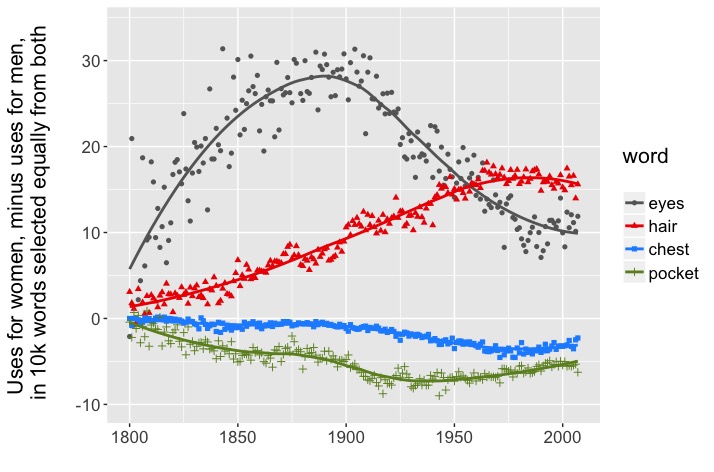 Uses for women, minus uses for men,
in 10k words selected equally from both
30
20
10
0
-10
1800
1850
1900
1950
2000
word
eyes
hair
chest
pocket